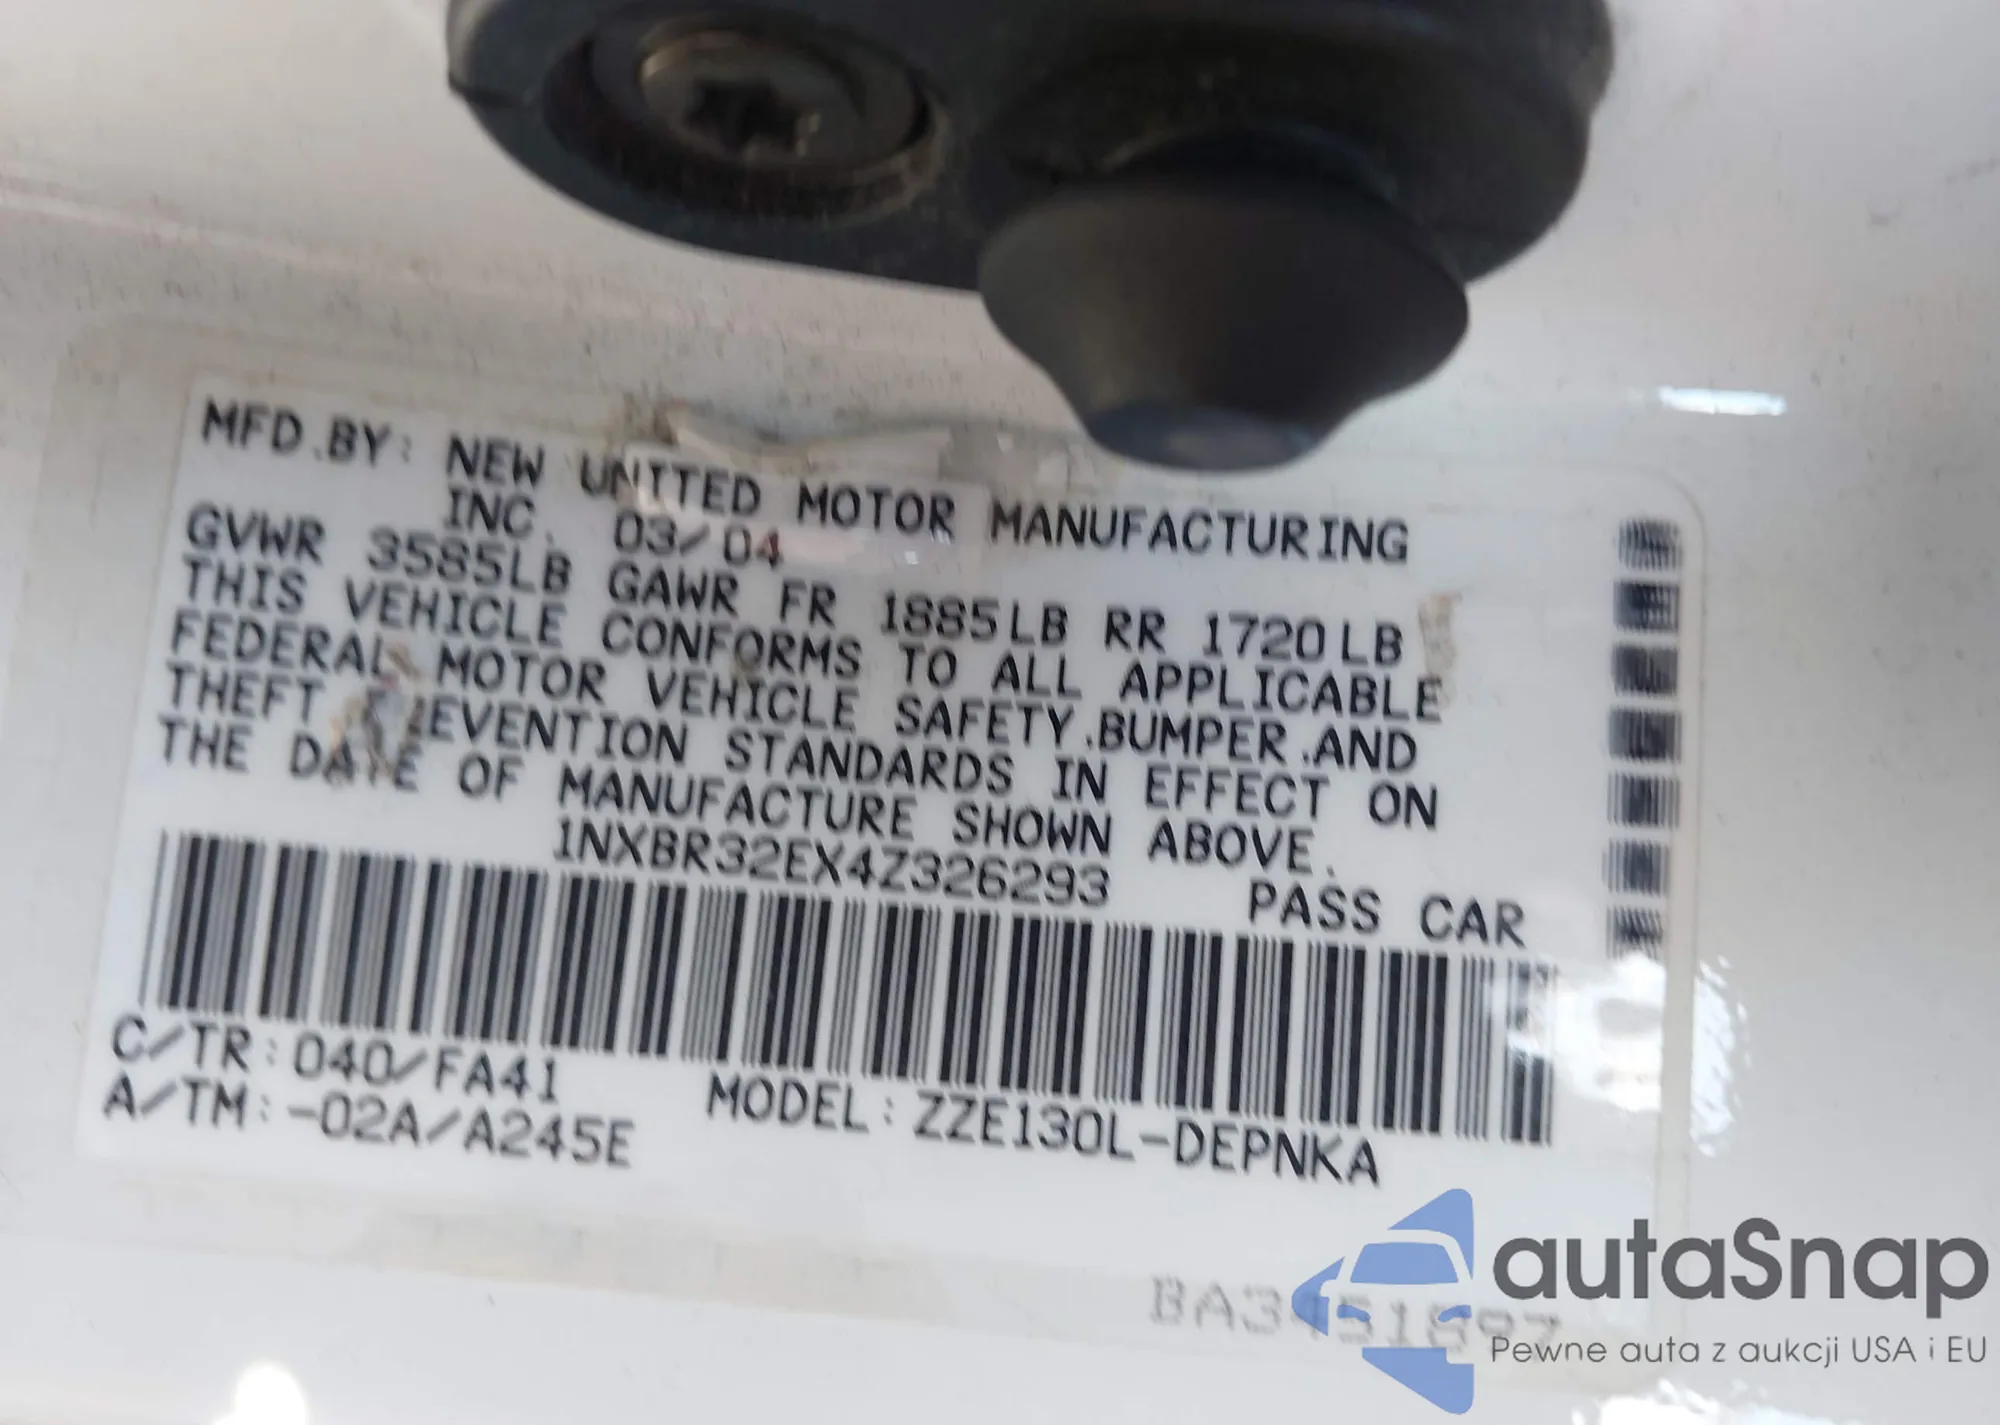 MFD.BY: NEW UNITED MOTOR MANUFACTURING
INC. 03/04
GVWR 3585LB GAWR FR 1885LB RR 1720LB
THIS VEHICLE CONFORMS TO ALL APPLICABLE
FEDERAL MOTOR VEHICLE SAFETY.BUMPER.AND
THEFT EVENTION STANDARDS IN EFFECT ON
THE DATE OF MANUFACTURE SHOWN ABOVE.
1NXBR32EX4Z326293
PASS CAR
C/TR: 040/FA41
A/TM: -02A/A245E
MODEL: ZZE130L-DEPNKA
autaSnap
Pewne auta z aukcji USA i EU